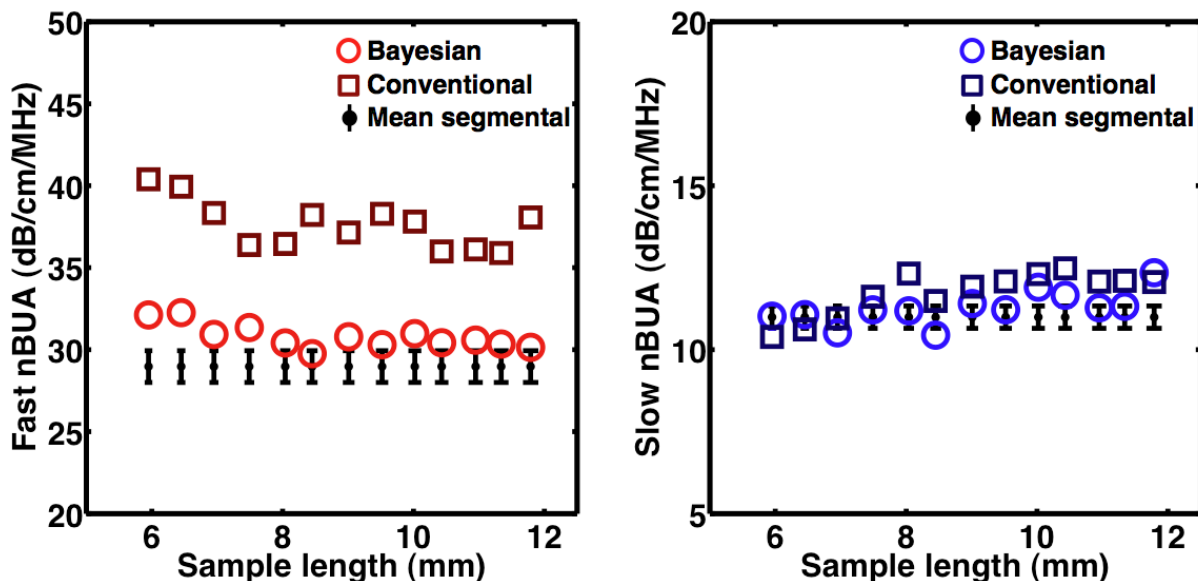 Fast nBUA (dB/cm/MHz)
50
45
40
35
30
25
20
Bayesian
Conventional
Mean segmental
6 8 10 12
Sample length (mm)
Slow nBUA (dB/cm/MHz)
20
15
10
5
Bayesian
Conventional
Mean segmental
6 8 10 12
Sample length (mm)